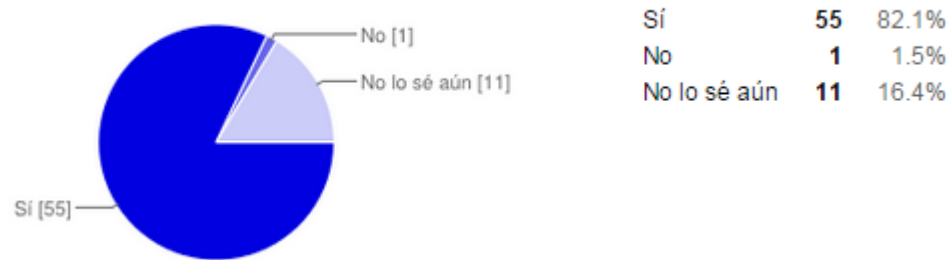 No [1]
No lo sé aún [11]
Sí [55]
Sí 55 82.1%
No 1 1.5%
No lo sé aún 11 16.4%